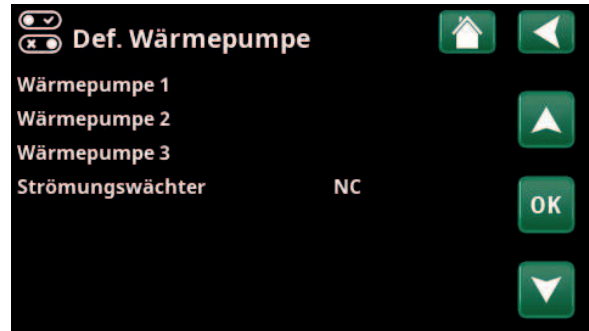 Def. Wärmepumpe
Wärmepumpe 1
Wärmepumpe 2
Wärmepumpe 3
Strömungswächter NC
OK